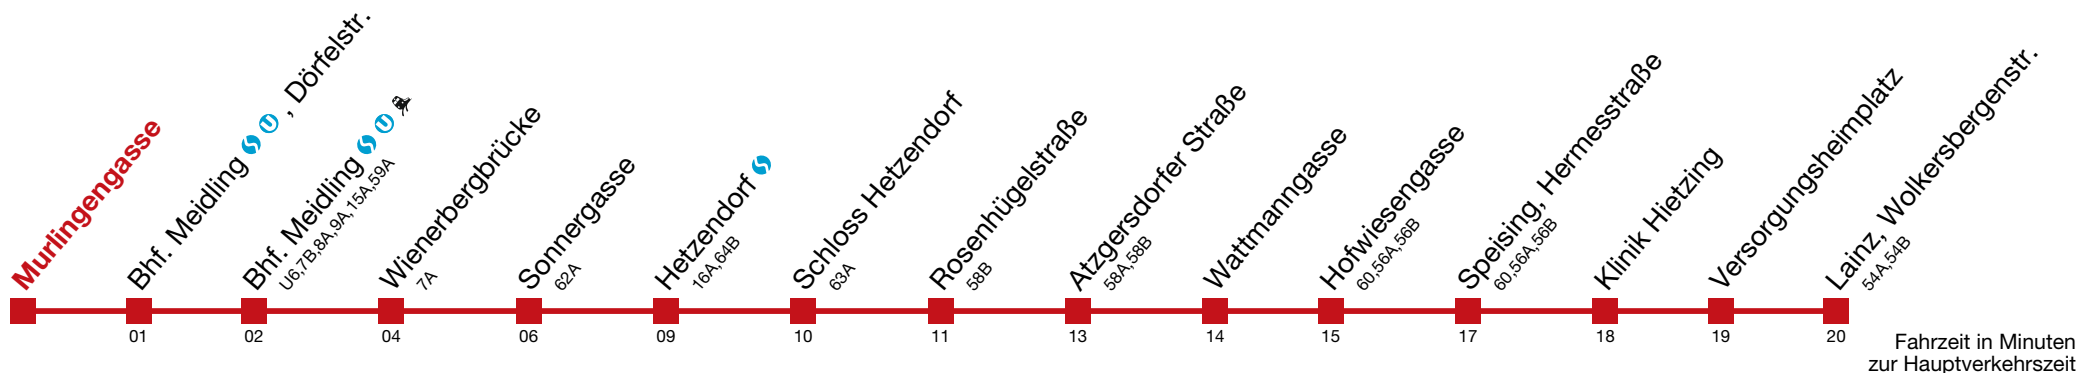 Murlingengasse
Bhf. Meidling S U , Dörfelstr.
Bhf. Meidling S U
U6,7B,8A,9A,15A,59A
Wienerbergbrücke
7A
Sonnergasse
62A
Hetzendorf S
16A,64B
Schloss Hetzendorf
63A
Rosenhügelstraße
58B
Atzgersdorfer Straße
58A,58B
Wattmanngasse
Hofwiesengasse
60,56A,56B
Speising, Hermesstraße
60,56A,56B
Klinik Hietzing
Versorgungsheimplatz
Lainz, Wolkersbergenstr.
54A,54B
01 02 04 06 09 10 11 13 14 15 17 18 19 20
Fahrzeit in Minuten
zur Hauptverkehrszeit